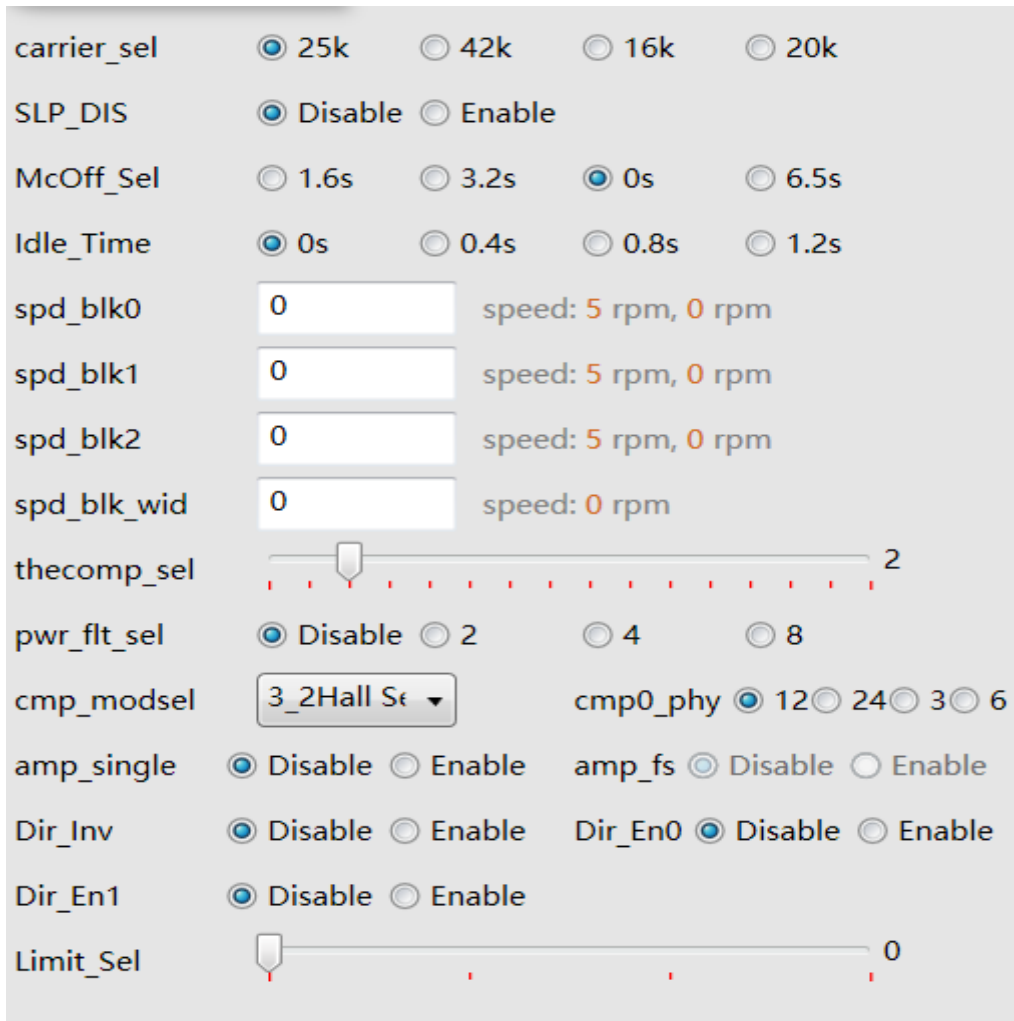 carrier_sel 25k 42k 16k 20k
SLP_DIS Disable Enable
McOff_Sel 1.6s 3.2s 0s 6.5s
Idle_Time 0s 0.4s 0.8s 1.2s
spd_blk0 0 speed: 5 rpm, 0 rpm
spd_blk1 0 speed: 5 rpm, 0 rpm
spd_blk2 0 speed: 5 rpm, 0 rpm
spd_blk_wid 0 speed: 0 rpm
thecomp_sel 2
pwr_flt_sel Disable 2 4 8
cmp_modsel 3_2Hall Se cmp0_phy 12 24 3 6
amp_single Disable Enable amp_fs Disable Enable
Dir_Inv Disable Enable Dir_En0 Disable Enable
Dir_En1 Disable Enable
Limit_Sel 0